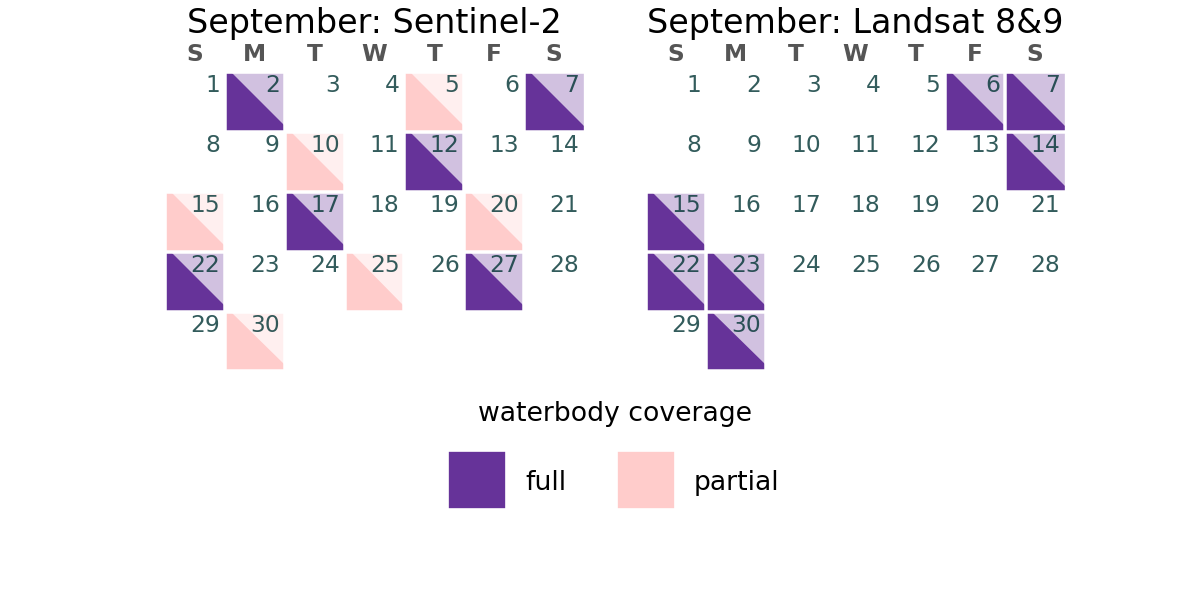 September: Sentinel-2
S M T W T F S
1 2 3 4 5 6 7
8 9 10 11 12 13 14
15 16 17 18 19 20 21
22 23 24 25 26 27 28
29 30
September: Landsat 8&9
S M T W T F S
1 2 3 4 5 6 7
8 9 10 11 12 13 14
15 16 17 18 19 20 21
22 23 24 25 26 27 28
29 30
waterbody coverage
full partial